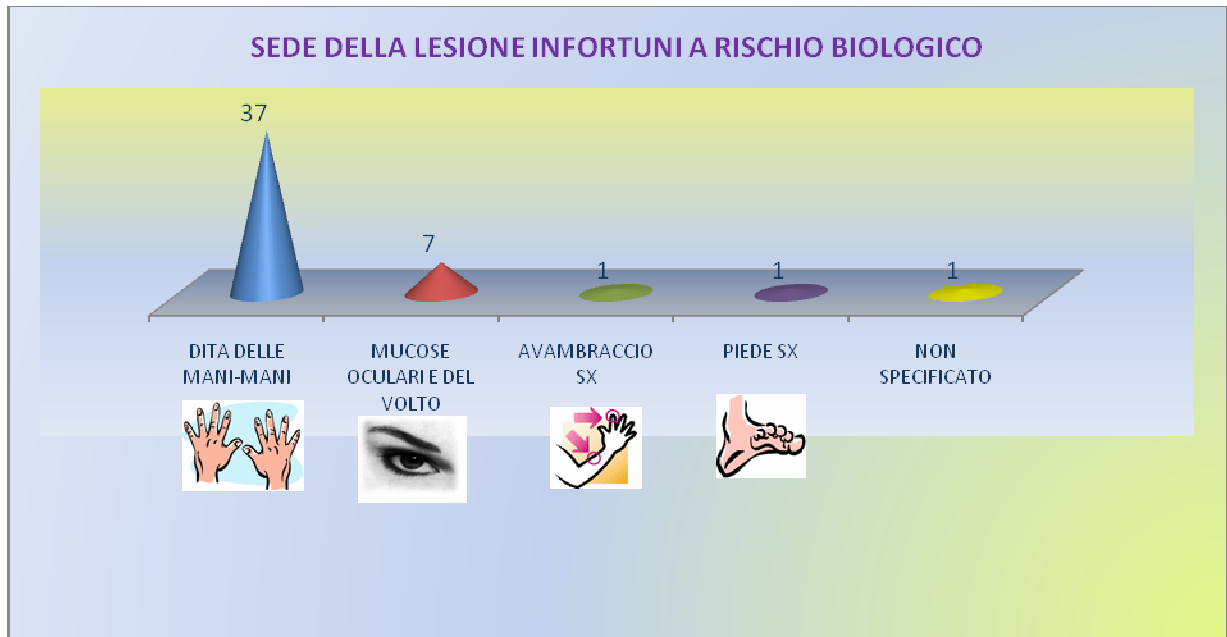 SEDE DELLA LESIONE INFORTUNI A RISCHIO BIOLOGICO
37
7
1
1
1
DITA DELLE
MANI-MANI
MUCOSE
OCULARI E DEL
VOLTO
AVAMBRACCIO
SX
PIEDE SX
NON
SPECIFICATO